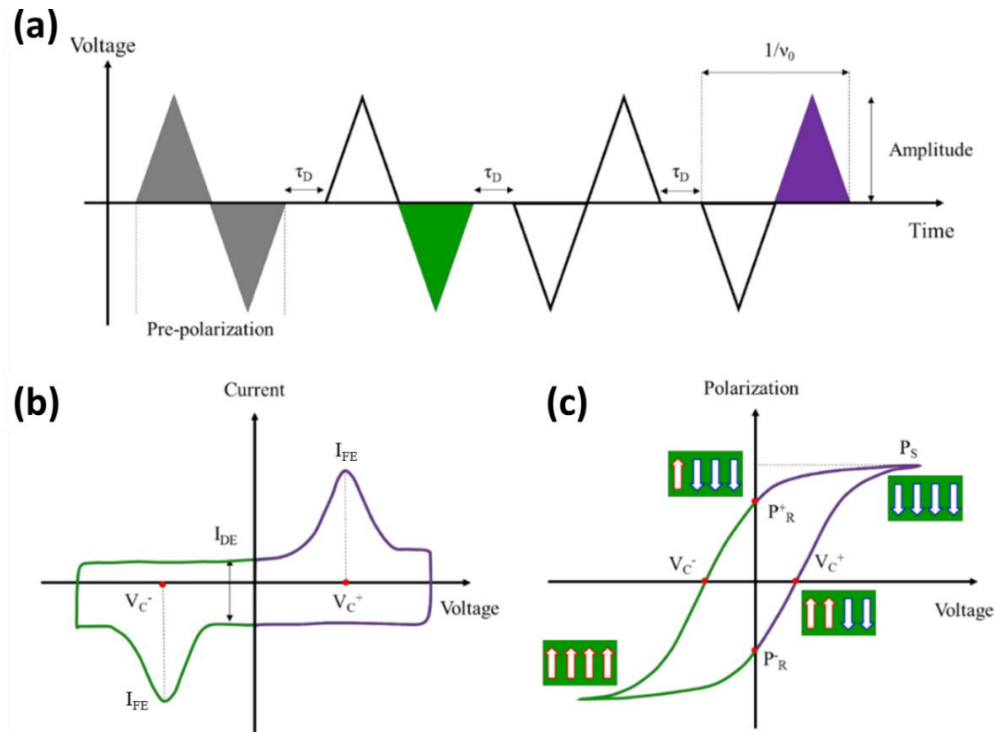 (a)
Voltage
1/ν₀
τD
τD
τD
Amplitude
Time
Pre-polarization
(b)
Current
IFE
IDE
VC⁻
VC⁺
Voltage
IFE
(c)
Polarization
PS
P⁺R
VC⁻
VC⁺
Voltage
P⁻R